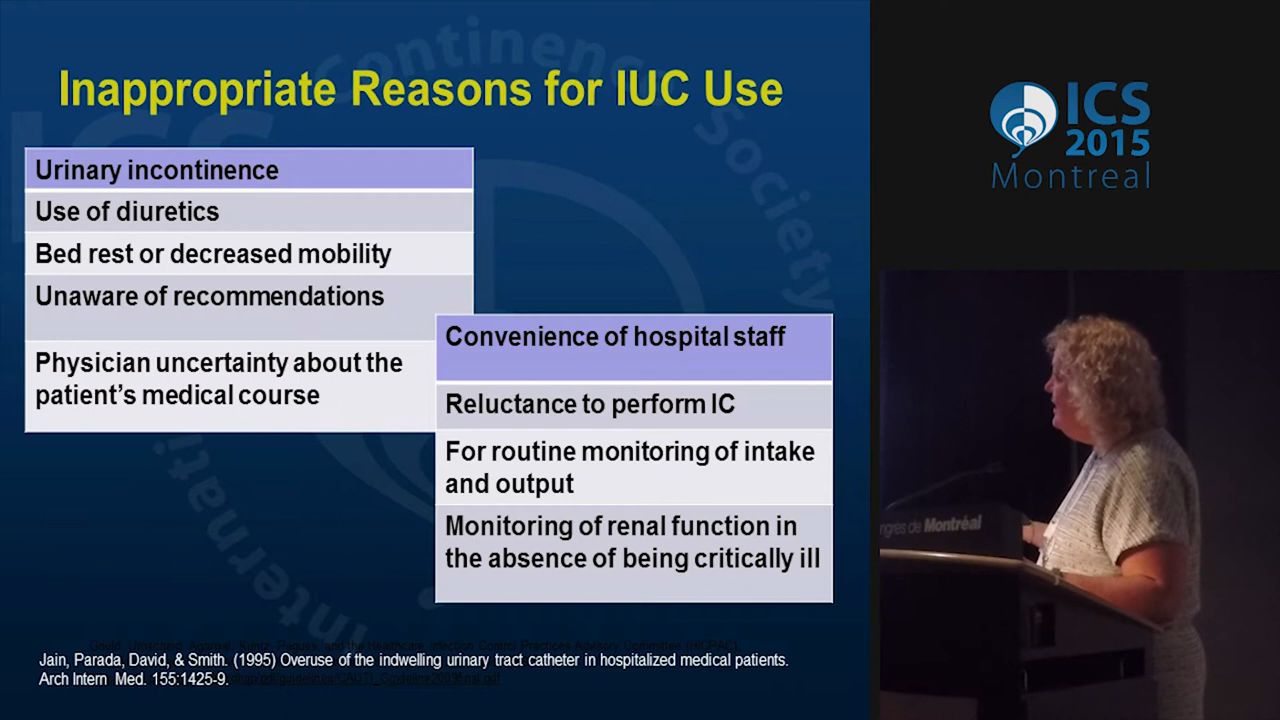 Inappropriate Reasons for IUC Use
Urinary incontinence
Use of diuretics
Bed rest or decreased mobility
Unaware of recommendations
Physician uncertainty about the
patient's medical course
Convenience of hospital staff
Reluctance to perform IC
For routine monitoring of intake
and output
Monitoring of renal function in
the absence of being critically ill
Jain, Parada, David, & Smith. (1995) Overuse of the indwelling urinary tract catheter in hospitalized medical patients.
Arch Intern Med. 155:1425-9.
Continence
Society
ICS
2015
Montreal
Montréal